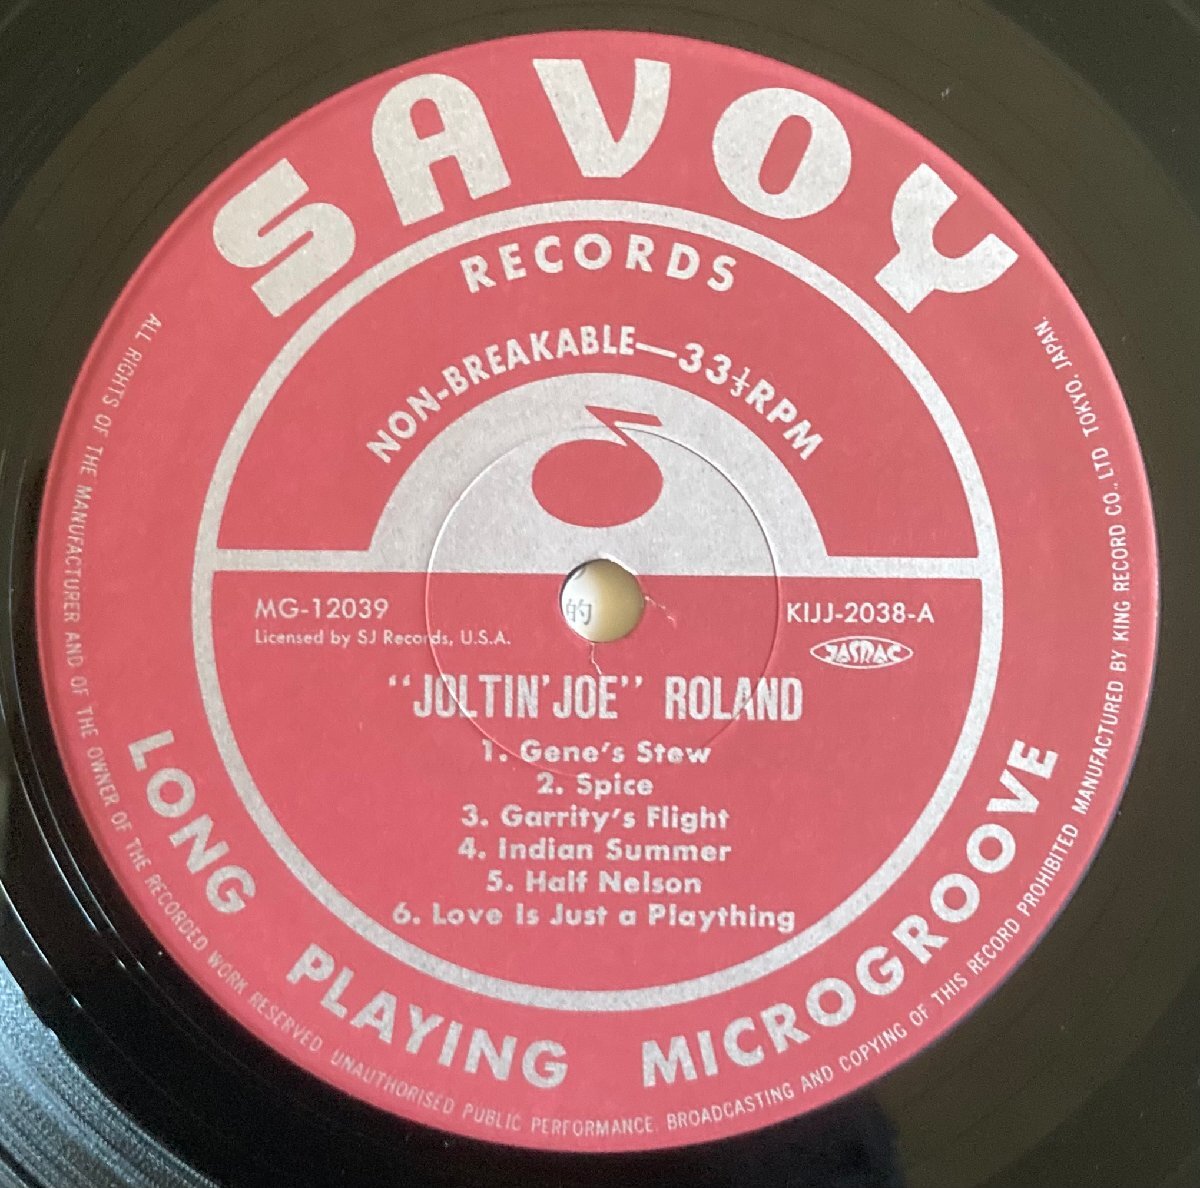 SAVOY
RECORDS
NON-BREAKABLE—33⅓RPM
MG-12039
Licensed by SJ Records, U.S.A.
KIJJ-2038-A
JASRAC
的
"JOLTIN' JOE" ROLAND
1. Gene's Stew
2. Spice
3. Garrity's Flight
4. Indian Summer
5. Half Nelson
6. Love Is Just a Plaything
LONG PLAYING MICROGROOVE
ALL RIGHTS OF THE MANUFACTURER AND OF THE OWNER OF THE RECORDED WORK RESERVED UNAUTHORISED PUBLIC PERFORMANCE. BROADCASTING AND COPYING OF THIS RECORD PROHIBITED MANUFACTURED BY KING RECORD CO., LTD TOKYO, JAPAN.